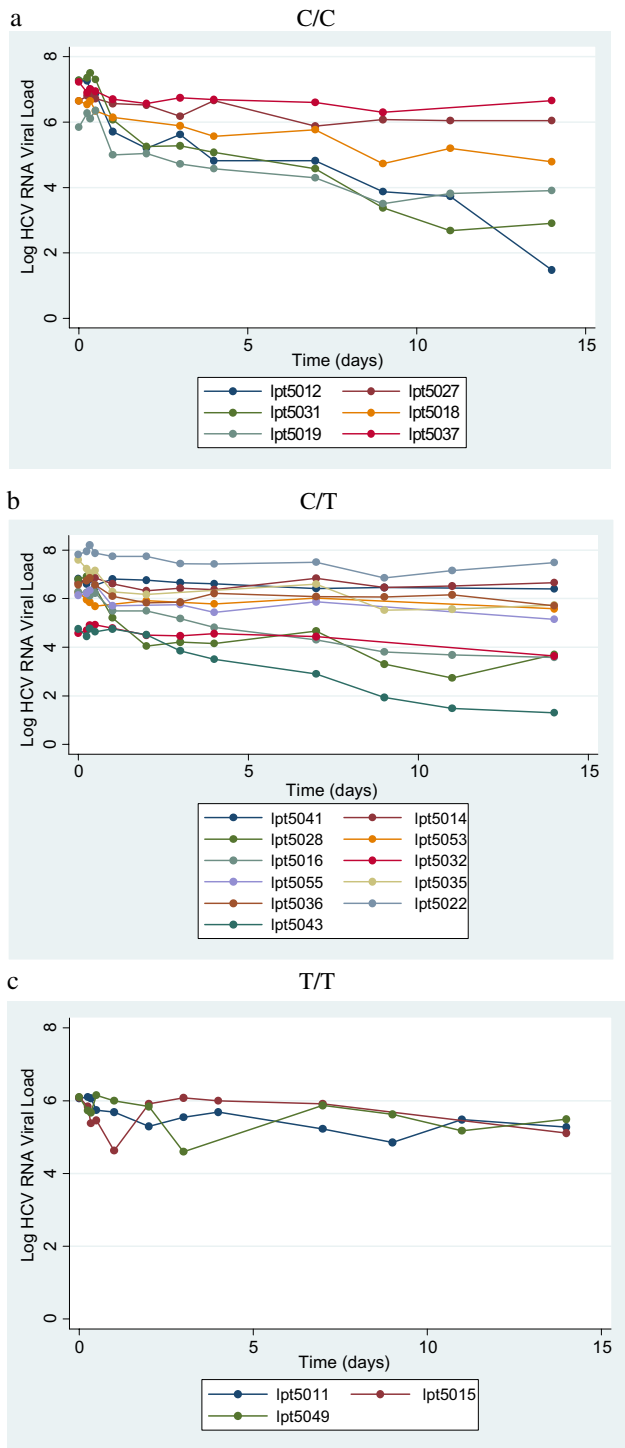 a
C/C
8
6
4
2
0
Log HCV RNA Viral Load
0 5 10 15
Time (days)
lpt5012 lpt5027
lpt5031 lpt5018
lpt5019 lpt5037
b
C/T
8
6
4
2
0
Log HCV RNA Viral Load
0 5 10 15
Time (days)
lpt5041 lpt5014
lpt5028 lpt5053
lpt5016 lpt5032
lpt5055 lpt5035
lpt5036 lpt5022
lpt5043
c
T/T
8
6
4
2
0
Log HCV RNA Viral Load
0 5 10 15
Time (days)
lpt5011 lpt5015
lpt5049